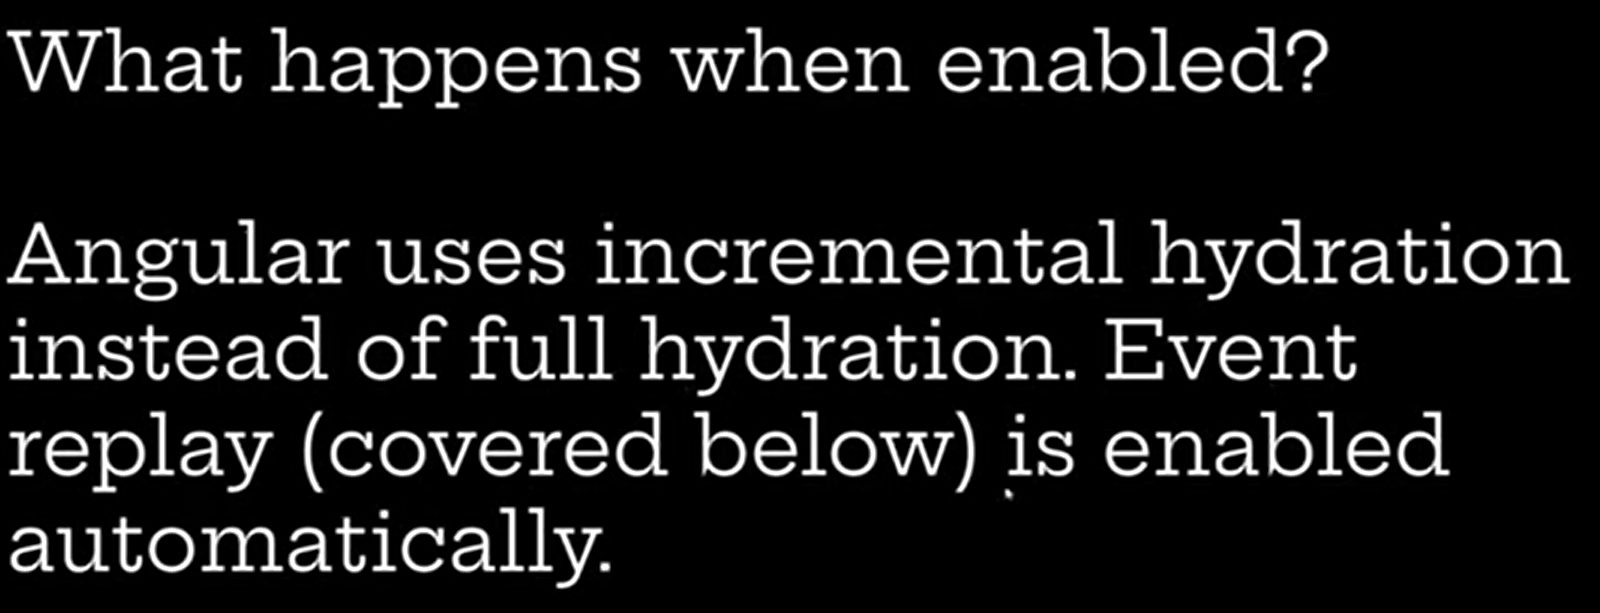 What happens when enabled?
Angular uses incremental hydration
instead of full hydration. Event
replay (covered below) is enabled
automatically.